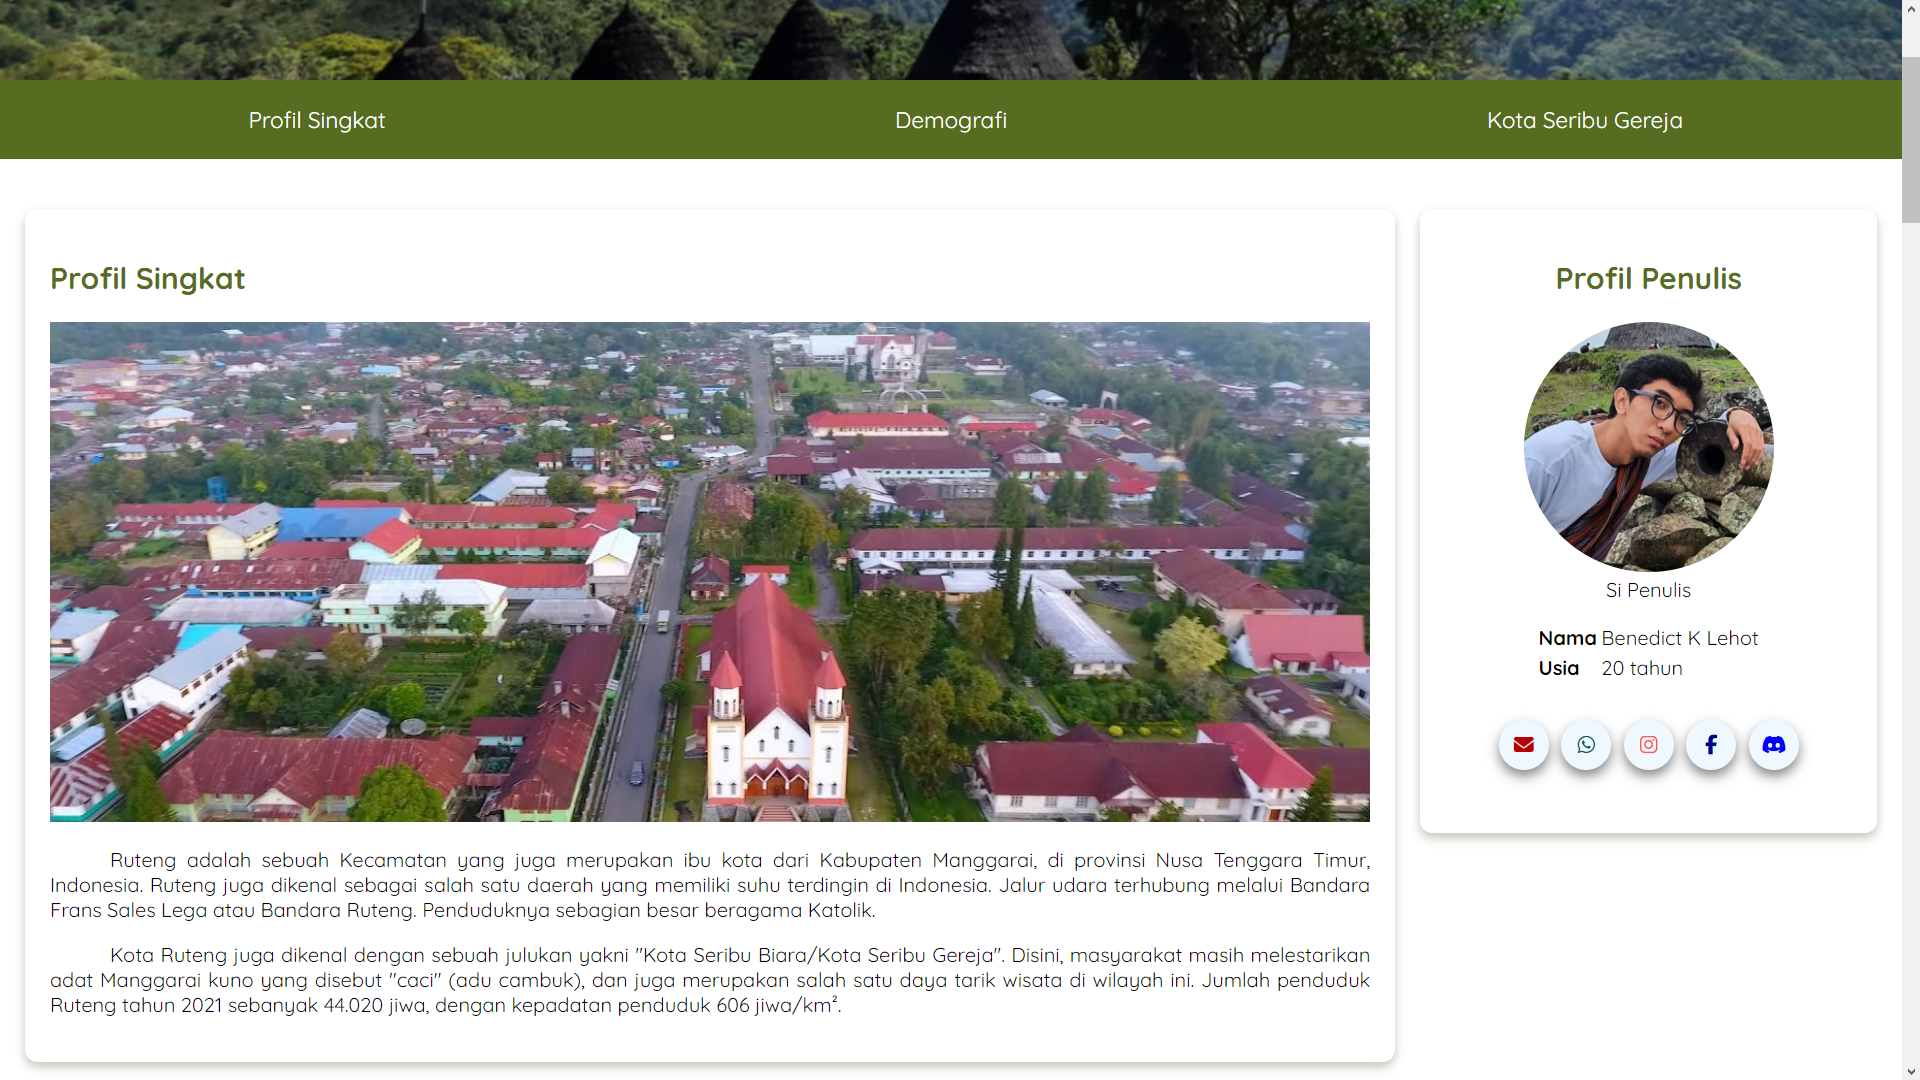 Profil Singkat
Demografi
Kota Seribu Gereja
Profil Singkat
Ruteng adalah sebuah Kecamatan yang juga merupakan ibu kota dari Kabupaten Manggarai, di provinsi Nusa Tenggara Timur,
Indonesia. Ruteng juga dikenal sebagai salah satu daerah yang memiliki suhu terdingin di Indonesia. Jalur udara terhubung melalui Bandara
Frans Sales Lega atau Bandara Ruteng. Penduduknya sebagian besar beragama Katolik.
Kota Ruteng juga dikenal dengan sebuah julukan yakni "Kota Seribu Biara/Kota Seribu Gereja". Disini, masyarakat masih melestarikan
adat Manggarai kuno yang disebut "caci" (adu cambuk), dan juga merupakan salah satu daya tarik wisata di wilayah ini. Jumlah penduduk
Ruteng tahun 2021 sebanyak 44.020 jiwa, dengan kepadatan penduduk 606 jiwa/km².
Profil Penulis
Si Penulis
Nama Benedict K Lehot
Usia 20 tahun